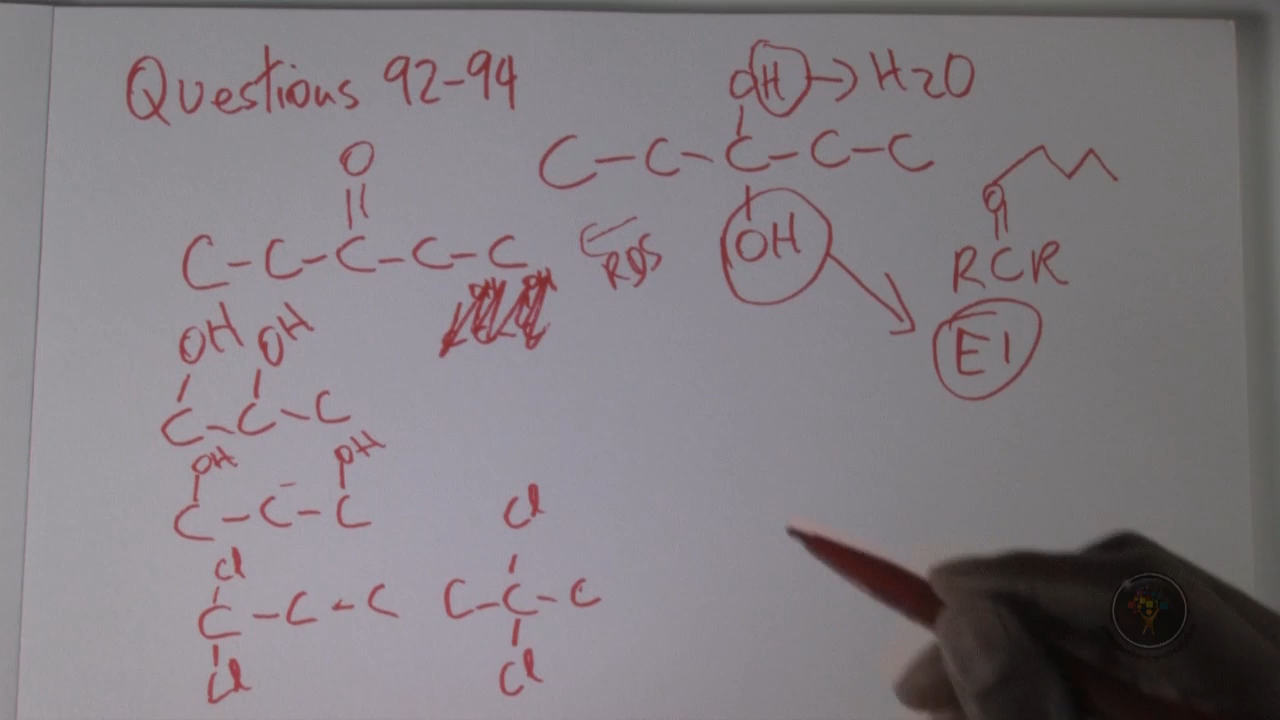 Questions 92-94
OH → H2O
C-C-C-C-C
OH
O
||
C-C-C-C-C
RDS
O
RCR
E1
OH OH
C-C-C
OH OH
C-C-C
Cl
C-C-C
Cl
Cl
C-C-C
Cl